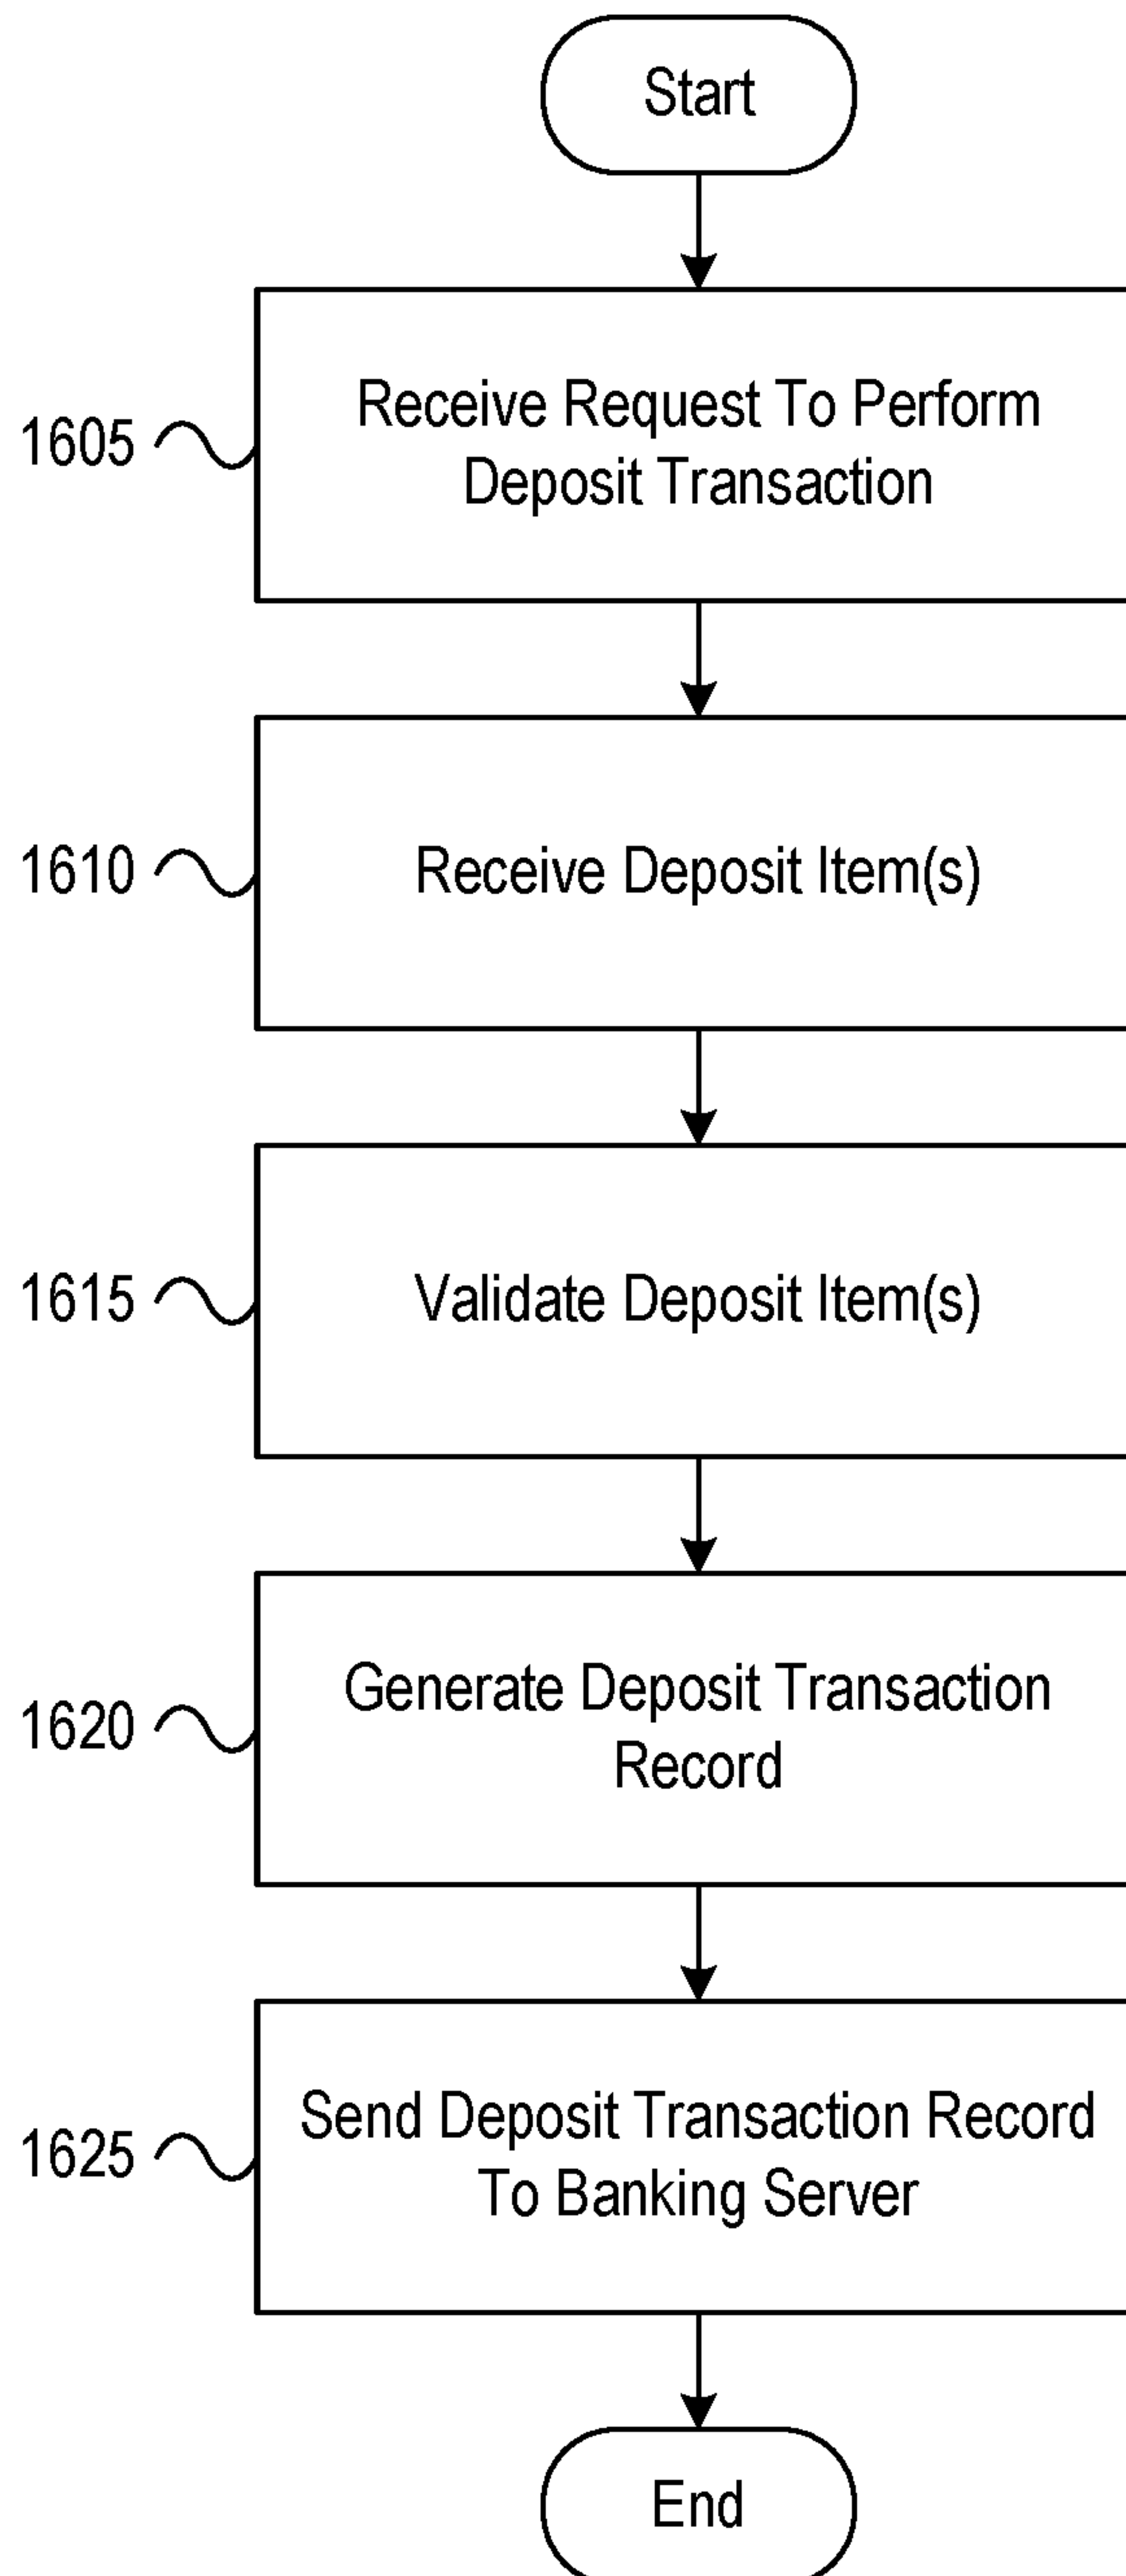 Start
1605
Receive Request To Perform
Deposit Transaction
1610
Receive Deposit Item(s)
1615
Validate Deposit Item(s)
1620
Generate Deposit Transaction
Record
1625
Send Deposit Transaction Record
To Banking Server
End